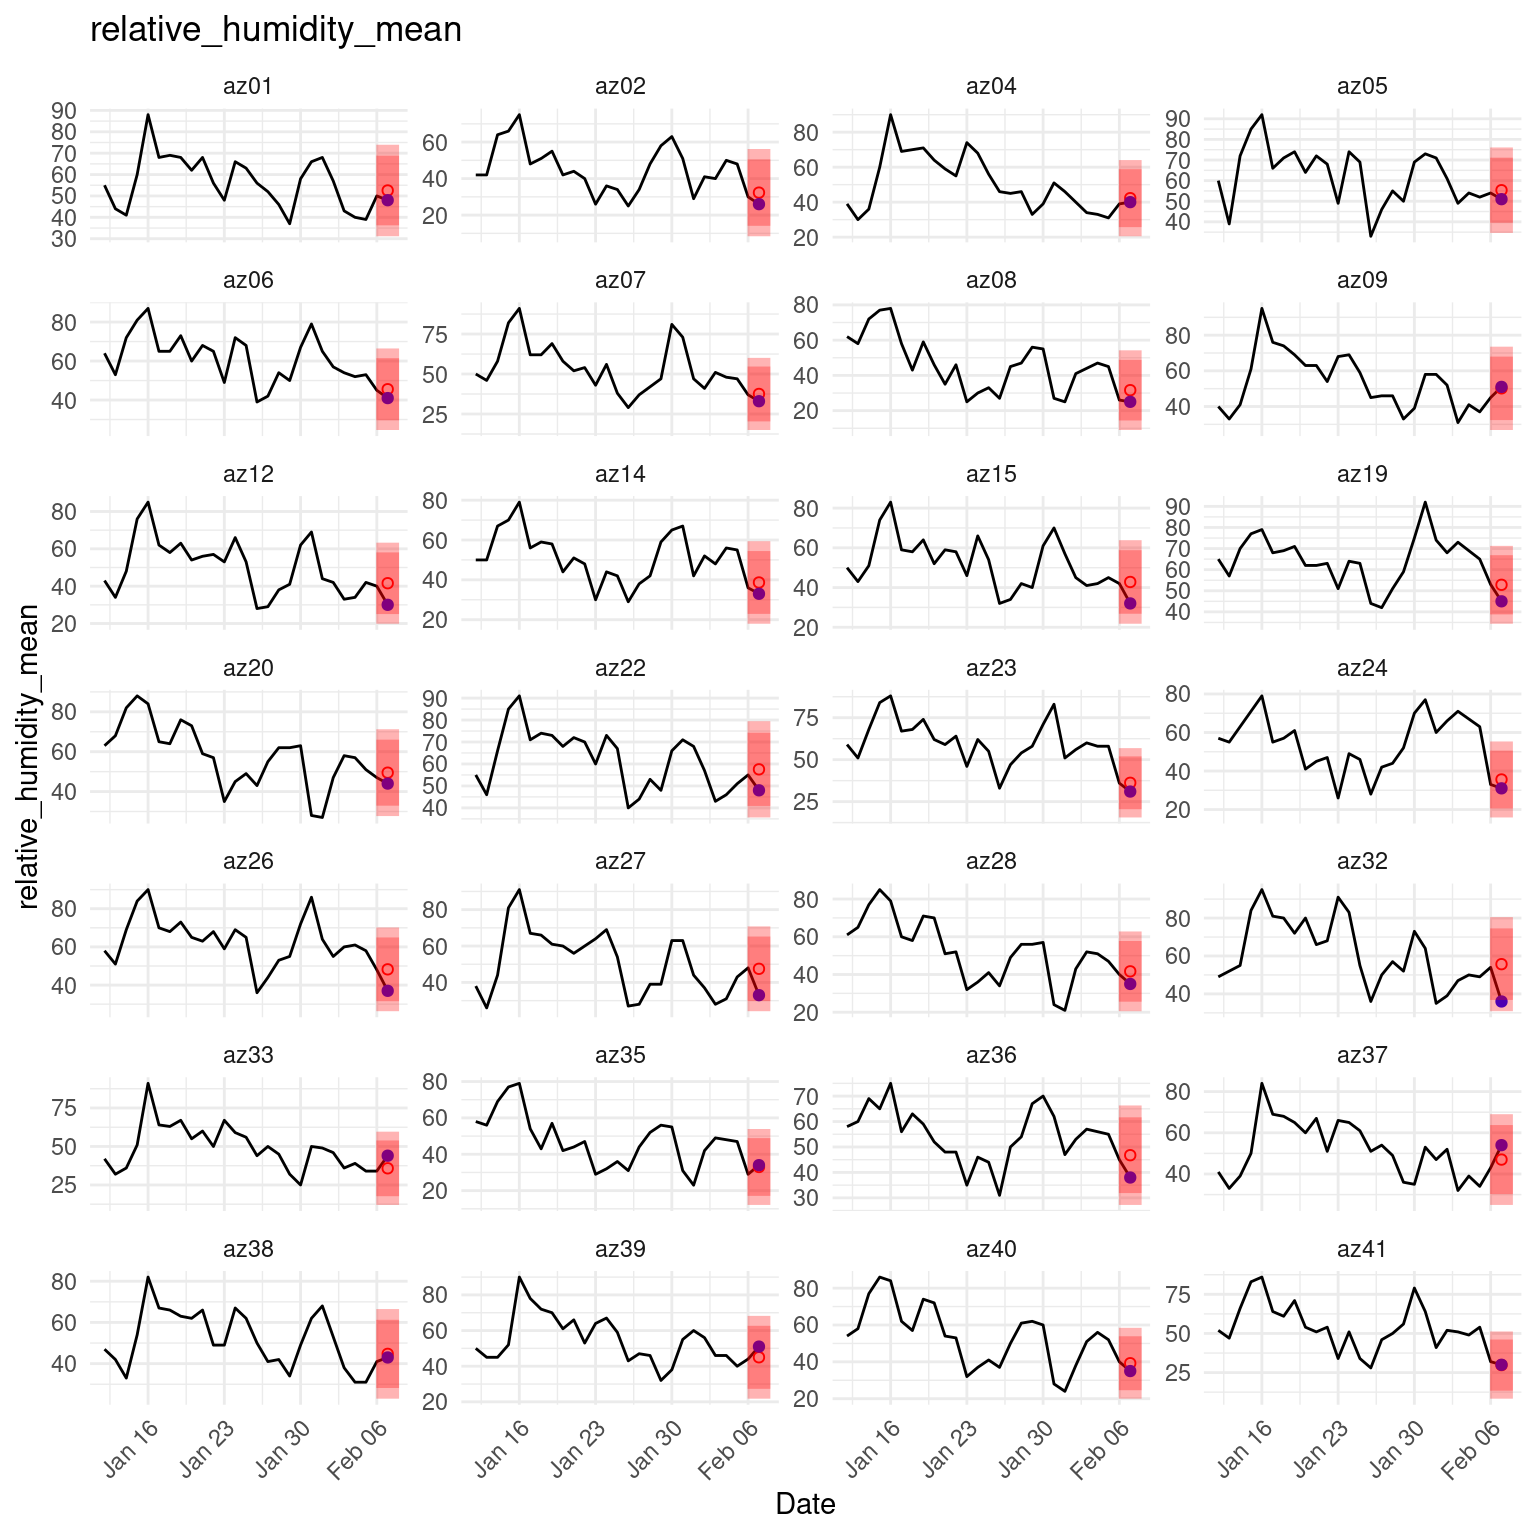 relative_humidity_mean
az01 az02 az04 az05
90 80 70 60 50 40 30
60 40 20
80 60 40 20
90 80 70 60 50 40
az06 az07 az08 az09
80 60 40
75 50 25
80 60 40 20
80 60 40
az12 az14 az15 az19
80 60 40 20
80 60 40 20
80 60 40 20
90 80 70 60 50 40
az20 az22 az23 az24
80 60 40
90 80 70 60 50 40
75 50 25
80 60 40 20
az26 az27 az28 az32
80 60 40
80 60 40
80 60 40 20
80 60 40
az33 az35 az36 az37
75 50 25
80 60 40 20
70 60 50 40 30
80 60 40
az38 az39 az40 az41
80 60 40
80 60 40 20
80 60 40 20
75 50 25
Jan 16 Jan 23 Jan 30 Feb 06 Jan 16 Jan 23 Jan 30 Feb 06 Jan 16 Jan 23 Jan 30 Feb 06 Jan 16 Jan 23 Jan 30 Feb 06
Date
relative_humidity_mean